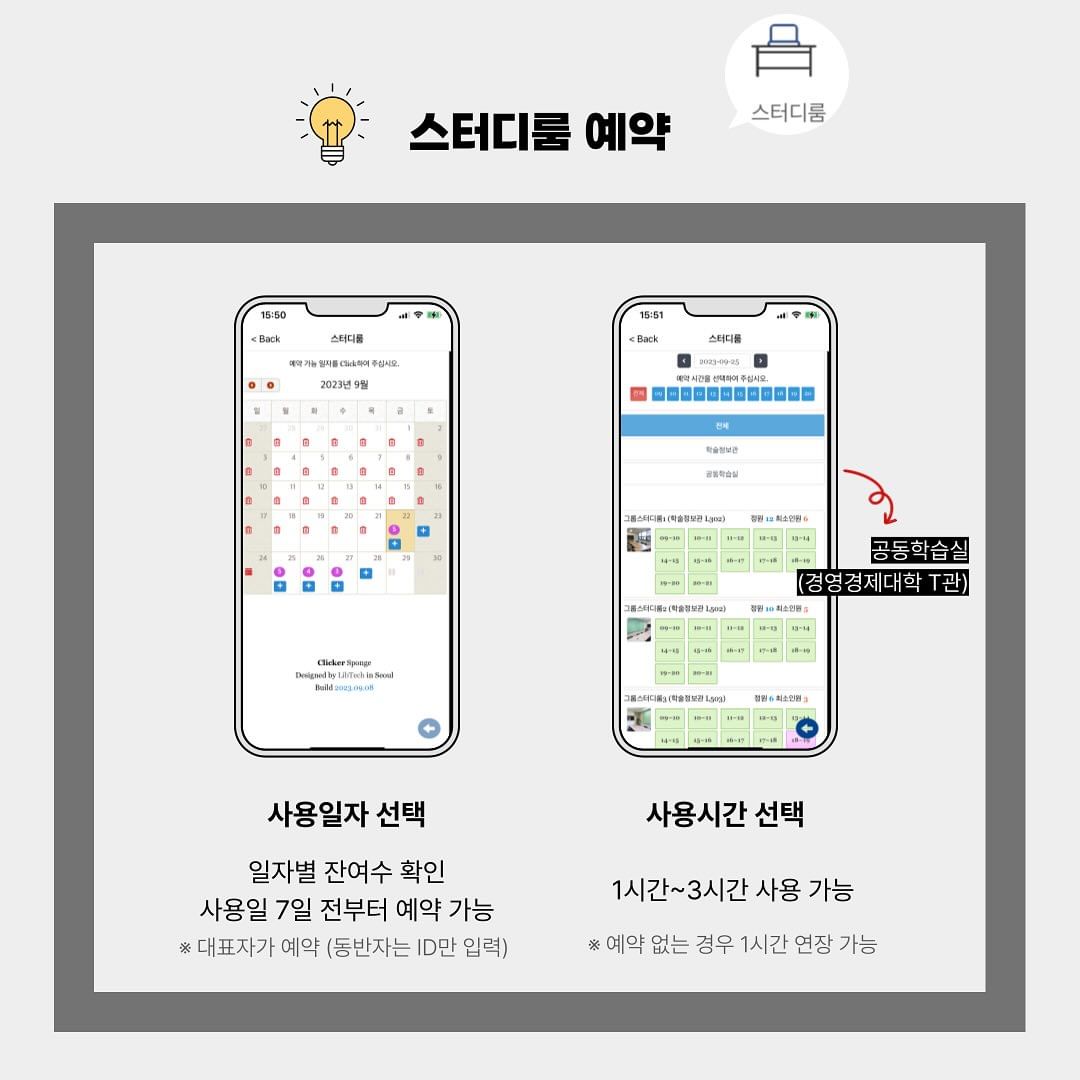 스터디룸
스터디룸 예약
15:50
< Back 스터디룸
예약 가능 일자를 Click하여 주십시오.
2023년 9월
일 월 화 수 목 금 토
27 28 29 30 31 1 2
3 4 5 6 7 8 9
10 11 12 13 14 15 16
17 18 19 20 21 22 23
5
24 25 26 27 28 29 30
5 4 3
Clicker Sponge
Designed by LibTech in Seoul
Build 2023.09.08
15:51
< Back 스터디룸
2023-09-25
예약 시간을 선택하여 주십시오.
전체 09 10 11 12 13 14 15 16 17 18 19 20
전체
학술정보관
공동학습실
그룹스터디룸1 (학술정보관 L302) 정원 12 최소인원 6
09~10 10~11 11~12 12~13 13~14
14~15 15~16 16~17 17~18 18~19
19~20 20~21
그룹스터디룸2 (학술정보관 L502) 정원 10 최소인원 5
09~10 10~11 11~12 12~13 13~14
14~15 15~16 16~17 17~18 18~19
19~20 20~21
그룹스터디룸3 (학술정보관 L503) 정원 6 최소인원 3
09~10 10~11 11~12 12~13 13~14
14~15 15~16 16~17 17~18 18~19
공동학습실
(경영경제대학 T관)
사용일자 선택
일자별 잔여수 확인
사용일 7일 전부터 예약 가능
※ 대표자가 예약 (동반자는 ID만 입력)
사용시간 선택
1시간~3시간 사용 가능
※ 예약 없는 경우 1시간 연장 가능